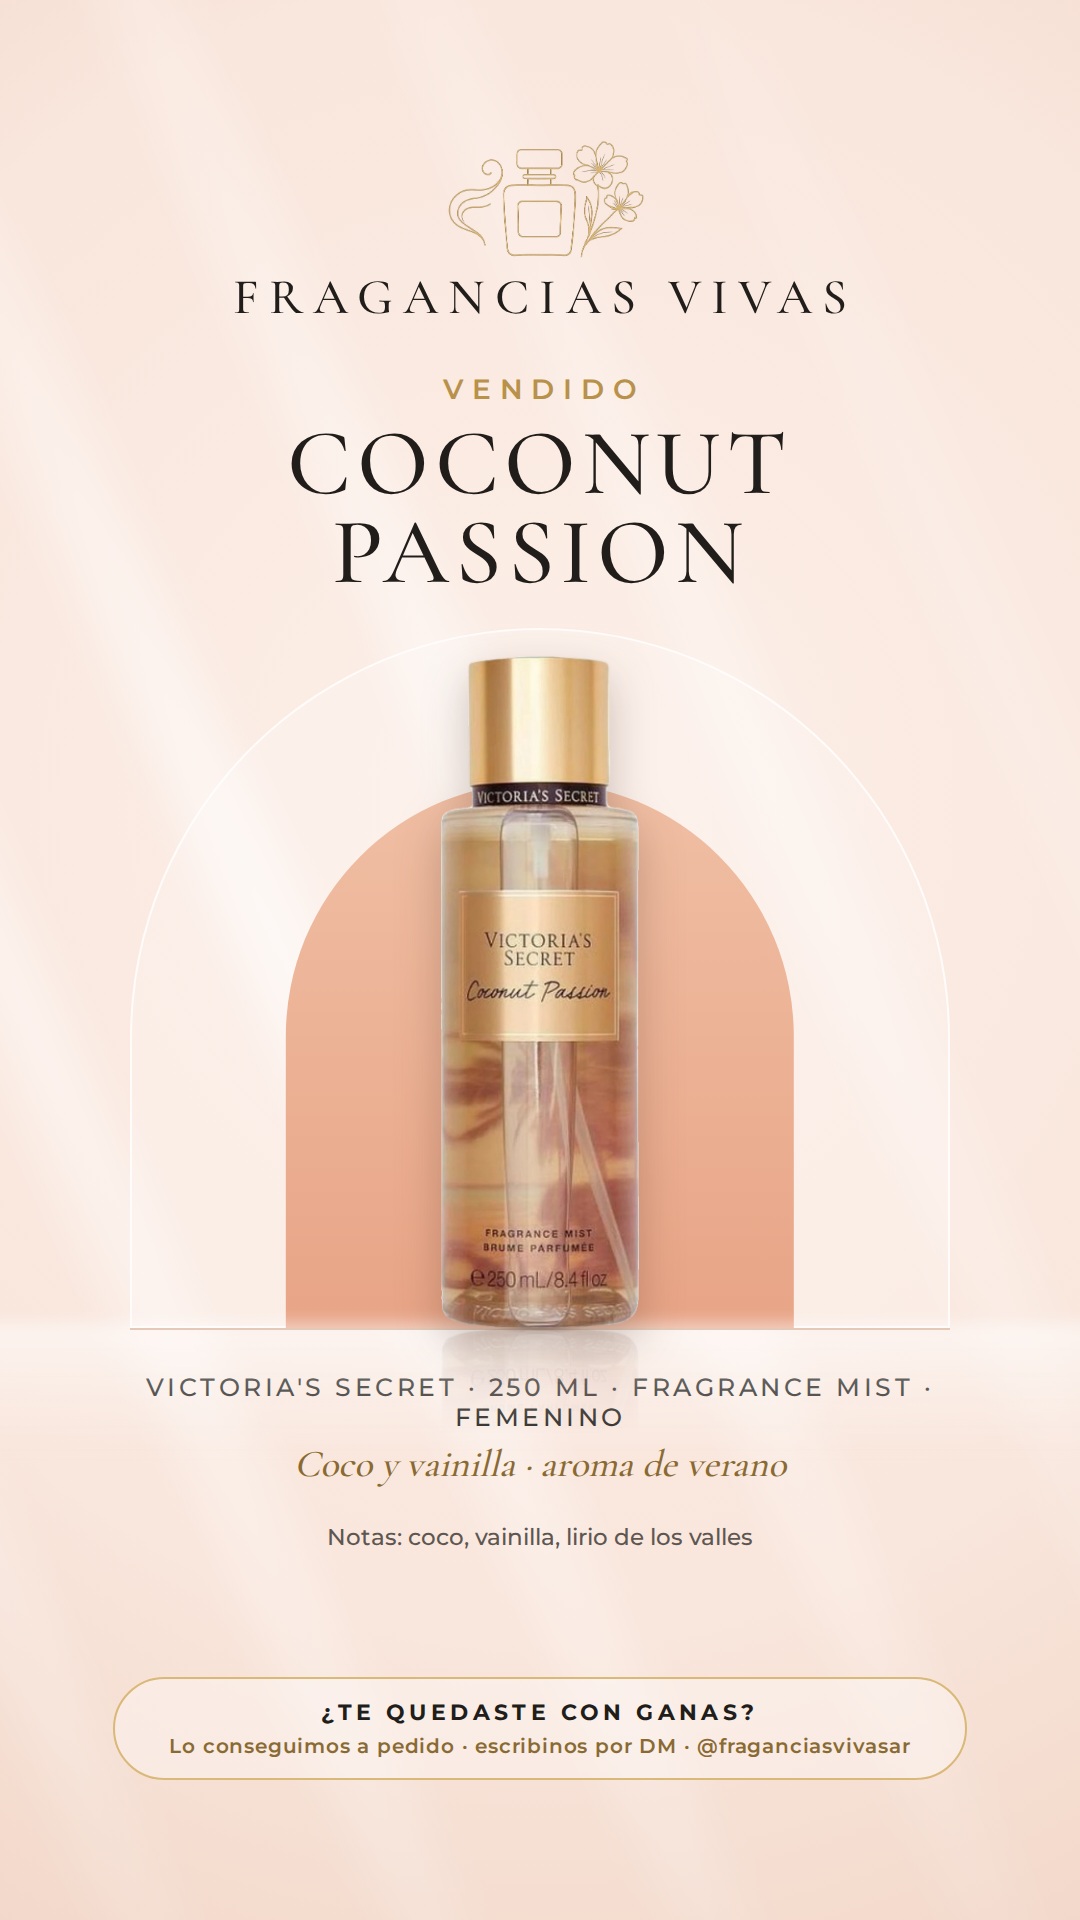 FRAGANCIAS VIVAS
VENDIDO
COCONUT
PASSION
VICTORIA'S SECRET
VICTORIA'S
SECRET
Coconut Passion
FRAGRANCE MIST
BRUME PARFUMÉE
℮250 mL/8.4 fl oz
VICTORIA'S SECRET · 250 ML · FRAGRANCE MIST ·
FEMENINO
Coco y vainilla · aroma de verano
Notas: coco, vainilla, lirio de los valles
¿TE QUEDASTE CON GANAS?
Lo conseguimos a pedido · escribinos por DM · @fraganciasvivasar